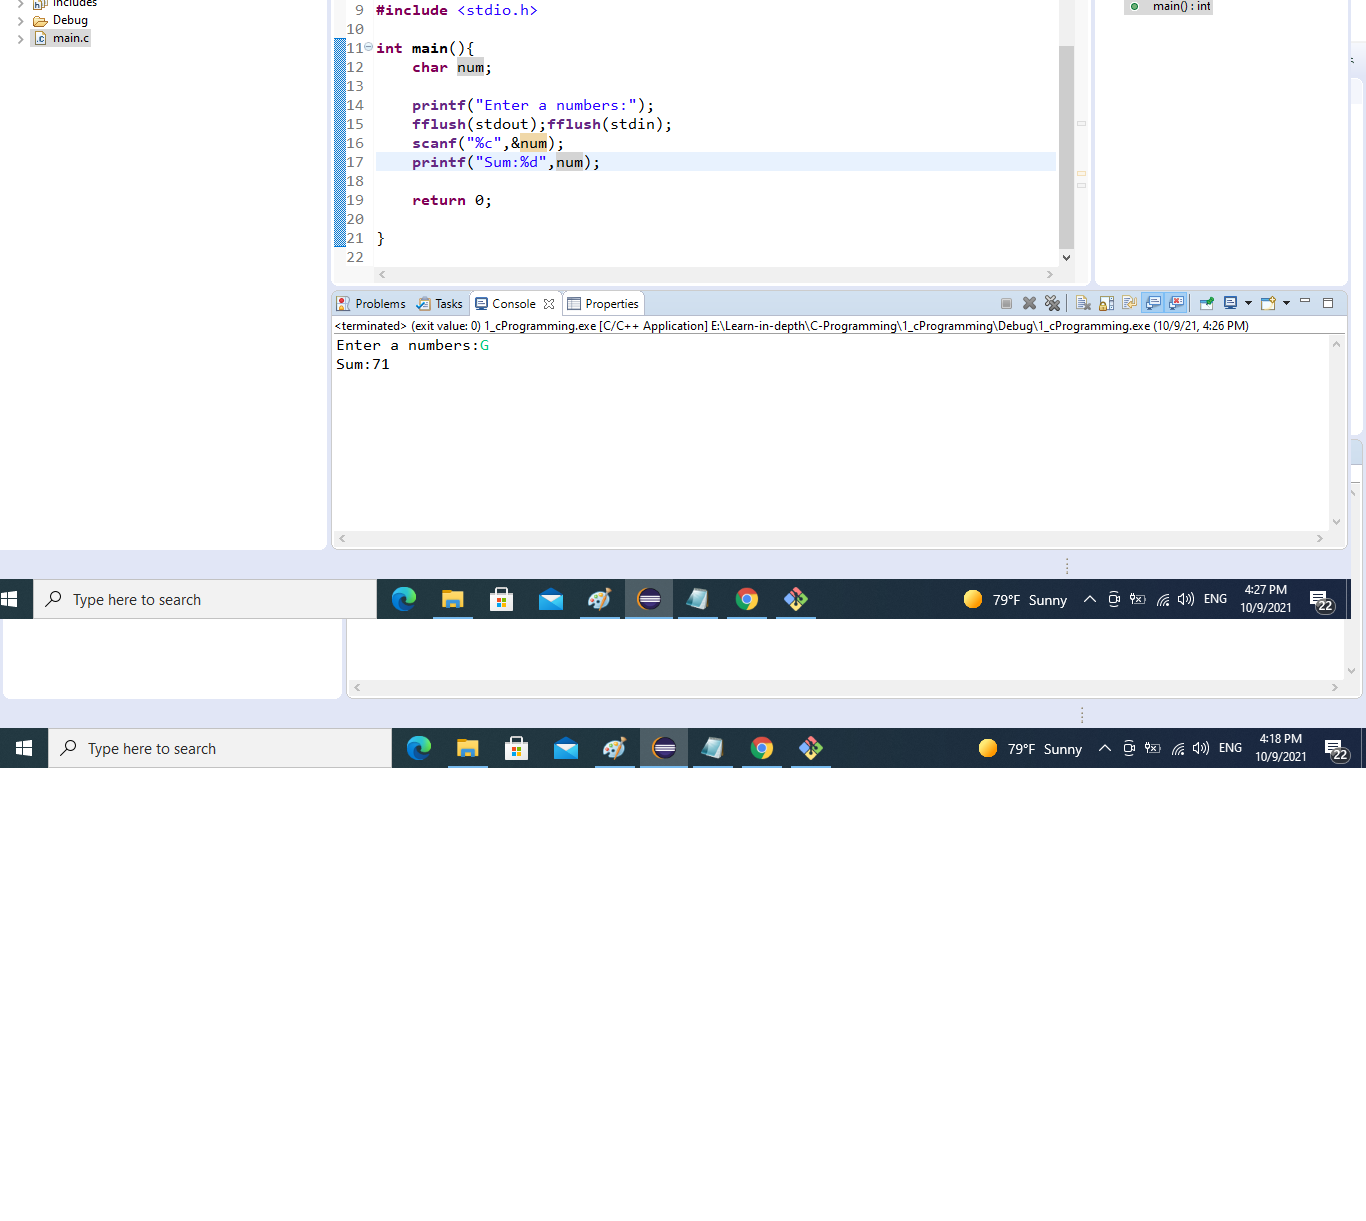 includes
Debug
main.c
9 #include <stdio.h>
10
11 int main(){
12 char num;
13
14 printf("Enter a numbers:");
15 fflush(stdout);fflush(stdin);
16 scanf("%c",&num);
17 printf("Sum:%d",num);
18
19 return 0;
20
21 }
22
main() : int
Problems Tasks Console Properties
<terminated> (exit value: 0) 1_cProgramming.exe [C/C++ Application] E:\Learn-in-depth\C-Programming\1_cProgramming\Debug\1_cProgramming.exe (10/9/21, 4:26 PM)
Enter a numbers:G
Sum:71
Type here to search
79°F Sunny
ENG
4:27 PM
10/9/2021
22
Type here to search
79°F Sunny
ENG
4:18 PM
10/9/2021
22